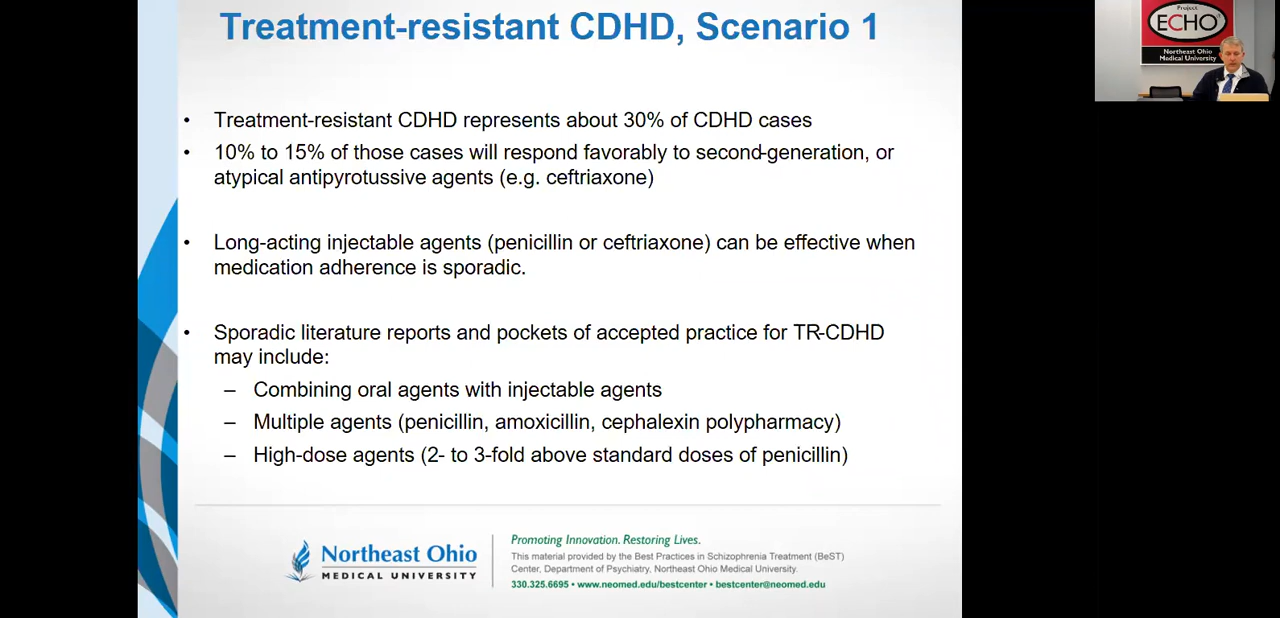 Treatment-resistant CDHD, Scenario 1
• Treatment-resistant CDHD represents about 30% of CDHD cases
• 10% to 15% of those cases will respond favorably to second-generation, or
atypical antipyrotussive agents (e.g. ceftriaxone)
• Long-acting injectable agents (penicillin or ceftriaxone) can be effective when
medication adherence is sporadic.
• Sporadic literature reports and pockets of accepted practice for TR-CDHD
may include:
– Combining oral agents with injectable agents
– Multiple agents (penicillin, amoxicillin, cephalexin polypharmacy)
– High-dose agents (2- to 3-fold above standard doses of penicillin)
Northeast Ohio
MEDICAL UNIVERSITY
Promoting Innovation. Restoring Lives.
This material provided by the Best Practices in Schizophrenia Treatment (BeST)
Center, Department of Psychiatry, Northeast Ohio Medical University.
330.325.6695 • www.neomed.edu/bestcenter • bestcenter@neomed.edu
Project
ECHO®
Northeast Ohio
Medical University